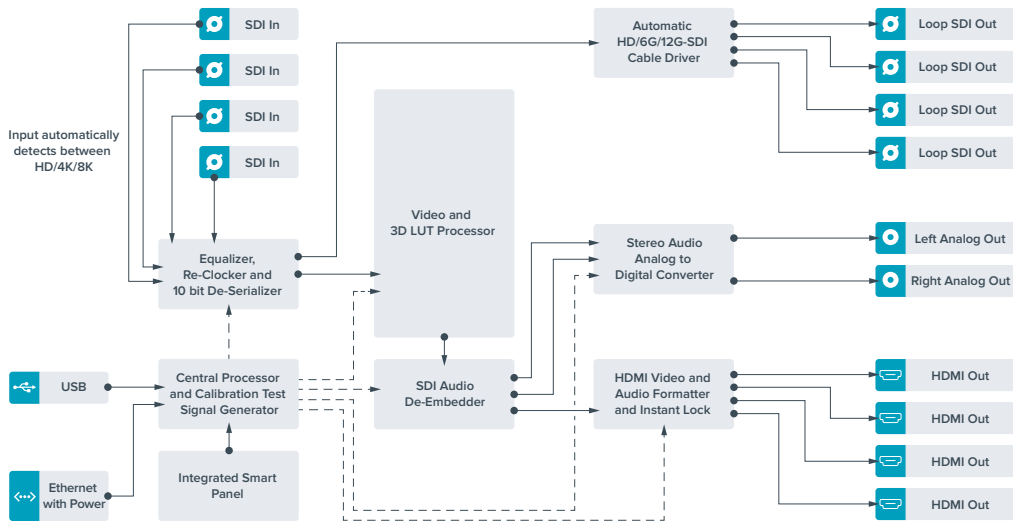 SDI In
SDI In
SDI In
SDI In
Input automatically
detects between
HD/4K/8K
Equalizer,
Re-Clocker and
10 bit De-Serializer
USB
Ethernet
with Power
Central Processor
and Calibration Test
Signal Generator
Integrated Smart
Panel
Video and
3D LUT Processor
SDI Audio
De-Embedder
Automatic
HD/6G/12G-SDI
Cable Driver
Stereo Audio
Analog to
Digital Converter
HDMI Video and
Audio Formatter
and Instant Lock
Loop SDI Out
Loop SDI Out
Loop SDI Out
Loop SDI Out
Left Analog Out
Right Analog Out
HDMI Out
HDMI Out
HDMI Out
HDMI Out